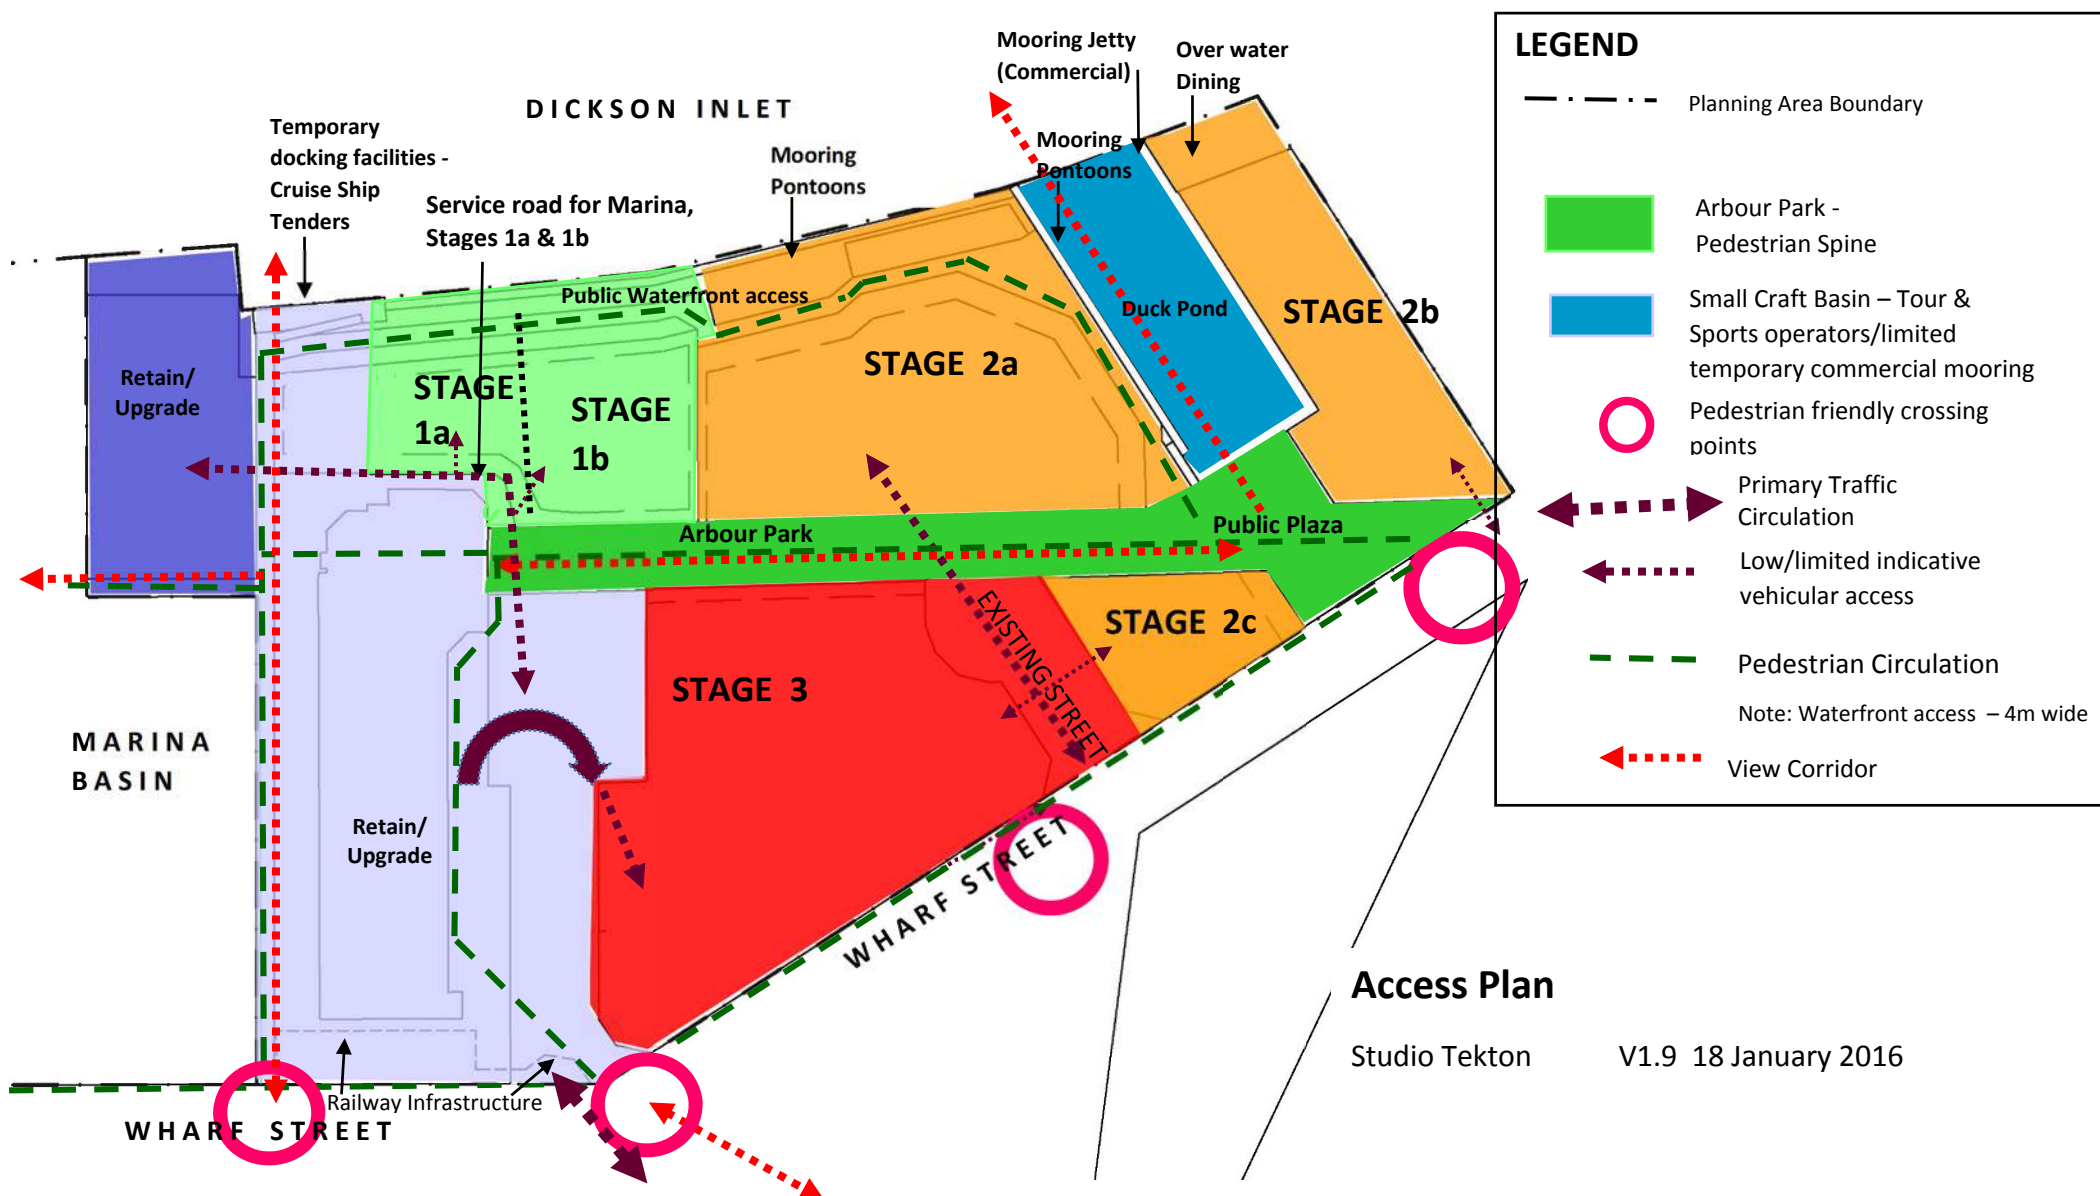 DICKSON INLET
Temporary
docking facilities -
Cruise Ship
Tenders
Service road for Marina,
Stages 1a & 1b
Mooring
Pontoons
Mooring Jetty
(Commercial)
Over water
Dining
Mooring
Pontoons
Public Waterfront access
Duck Pond
STAGE 2b
STAGE 2a
STAGE
1a
STAGE
1b
Retain/
Upgrade
Arbour Park
Public Plaza
EXISTING STREET
STAGE 2c
STAGE 3
MARINA
BASIN
Retain/
Upgrade
WHARF STREET
Railway Infrastructure
WHARF STREET
LEGEND
Planning Area Boundary
Arbour Park -
Pedestrian Spine
Small Craft Basin – Tour &
Sports operators/limited
temporary commercial mooring
Pedestrian friendly crossing
points
Primary Traffic
Circulation
Low/limited indicative
vehicular access
Pedestrian Circulation
Note: Waterfront access – 4m wide
View Corridor
Access Plan
Studio Tekton V1.9 18 January 2016